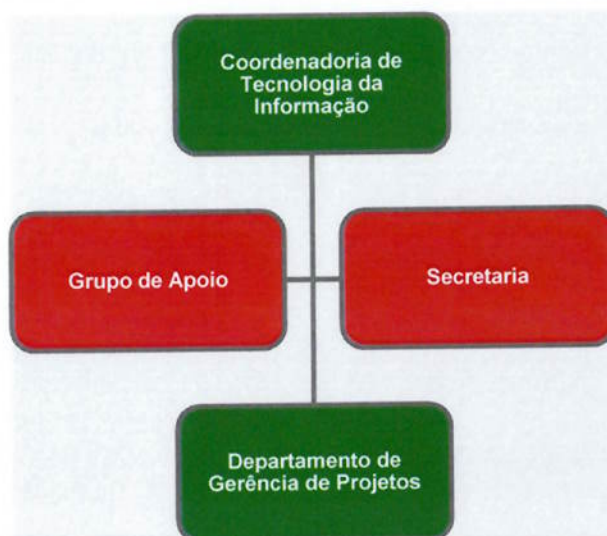 Coordenadoria de
Tecnologia da
Informação
Grupo de Apoio
Secretaria
Departamento de
Gerência de Projetos